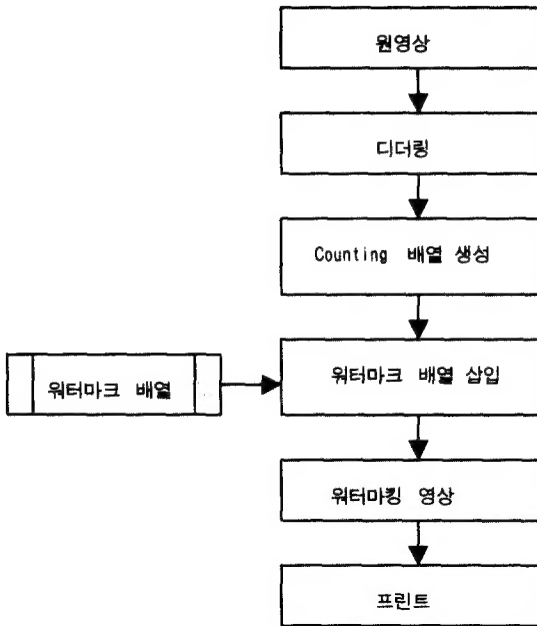 원영상
디더링
Counting 배열 생성
워터마크 배열
워터마크 배열 삽입
워터마킹 영상
프린트